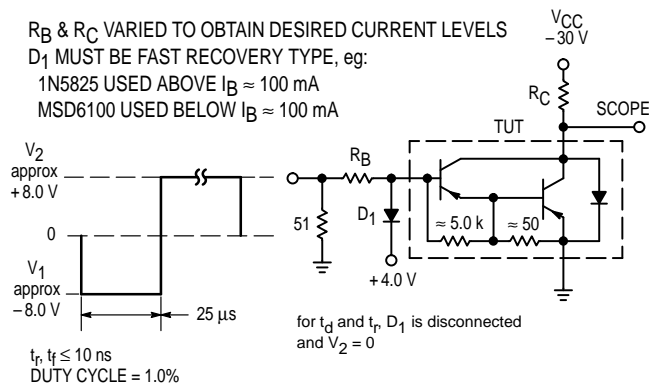 RB & RC VARIED TO OBTAIN DESIRED CURRENT LEVELS
D1 MUST BE FAST RECOVERY TYPE, eg:
1N5825 USED ABOVE IB ≈ 100 mA
MSD6100 USED BELOW IB ≈ 100 mA
VCC
−30 V
RC
SCOPE
TUT
V2
approx
+8.0 V
RB
51
D1
≈ 5.0 k
≈ 50
0
+4.0 V
V1
approx
−8.0 V
25 μs
for td and tr, D1 is disconnected
and V2 = 0
tr, tf ≤ 10 ns
DUTY CYCLE = 1.0%